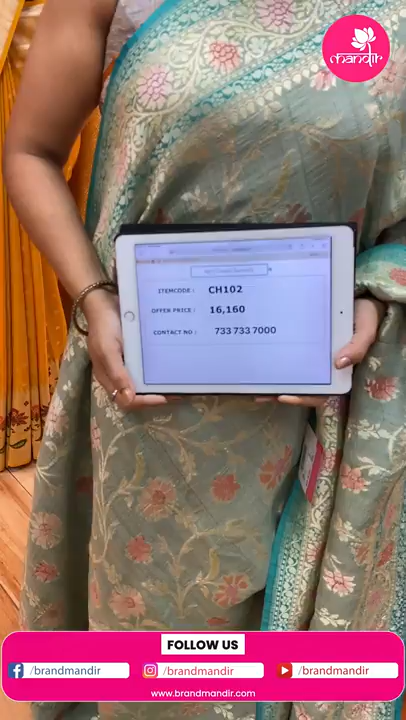 mandir
ITEMCODE : CH102
OFFER PRICE : 16,160
CONTACT NO : 733 733 7000
FOLLOW US
/brandmandir /brandmandir /brandmandir
www.brandmandir.com